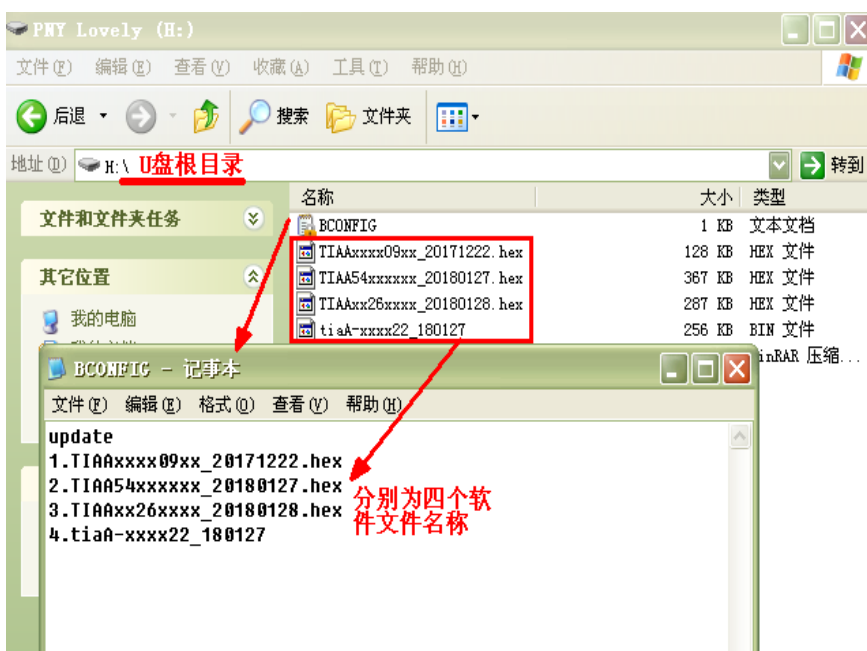 PNY Lovely (H:)
文件(F) 编辑(E) 查看(V) 收藏(A) 工具(T) 帮助(H)
后退 搜索 文件夹
地址(D) H:\ U盘根目录 转到
名称 大小 类型
文件和文件夹任务
BCONFIG 1 KB 文本文档
TIAAxxxx09xx_20171222.hex 128 KB HEX 文件
其它位置
TIAA54xxxxxx_20180127.hex 367 KB HEX 文件
TIAAxx26xxxx_20180128.hex 287 KB HEX 文件
我的电脑
tiaA-xxxx22_180127 256 KB BIN 文件
inRAR 压缩...
BCONFIG - 记事本
文件(F) 编辑(E) 格式(O) 查看(V) 帮助(H)
update
1.TIAAxxxx09xx_20171222.hex
2.TIAA54xxxxxx_20180127.hex
3.TIAAxx26xxxx_20180128.hex
4.tiaA-xxxx22_180127
分别为四个软
件文件名称